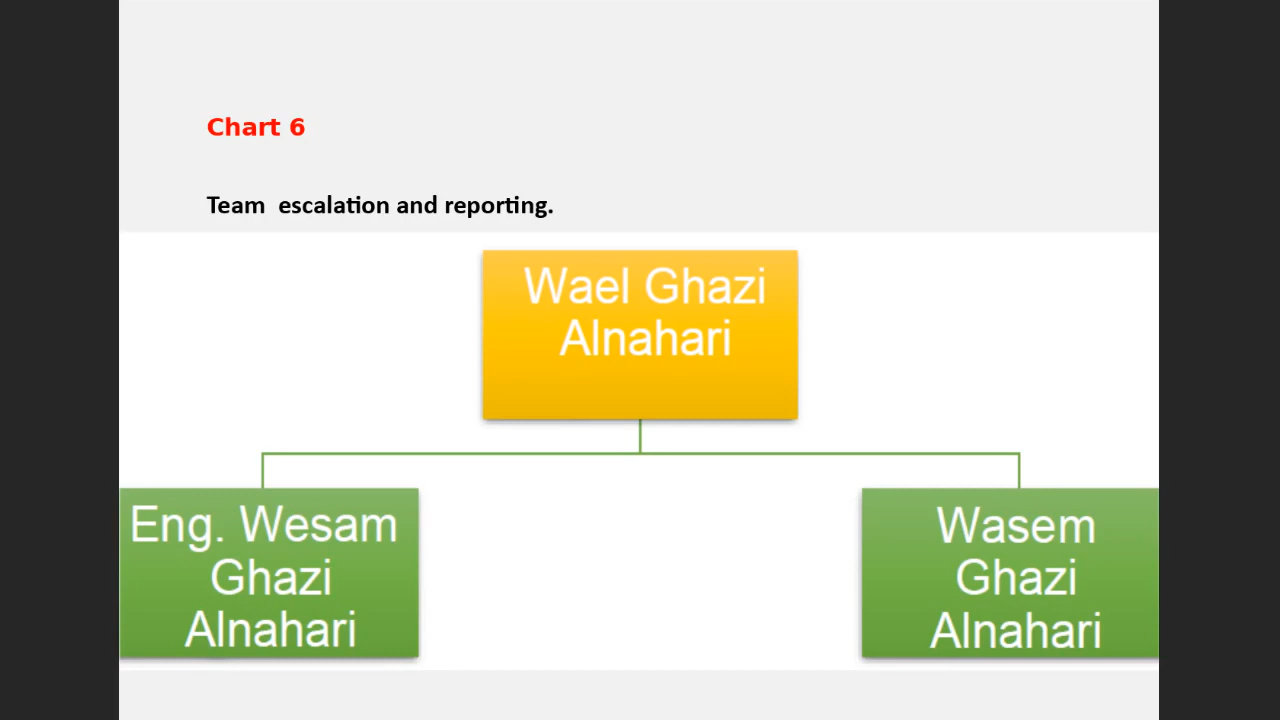 Chart 6
Team  escalation and reporting.
Wael Ghazi
Alnahari
Eng. Wesam
Ghazi
Alnahari
Wasem
Ghazi
Alnahari